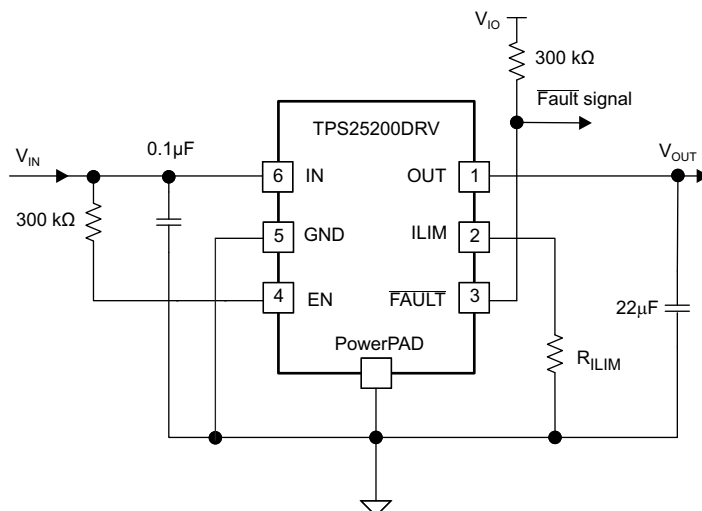 V_IO
300 kΩ
Fault signal
TPS25200DRV
V_IN
0.1µF
6 IN
OUT 1
V_OUT
300 kΩ
5 GND
ILIM 2
4 EN
FAULT 3
22µF
PowerPAD
R_ILIM